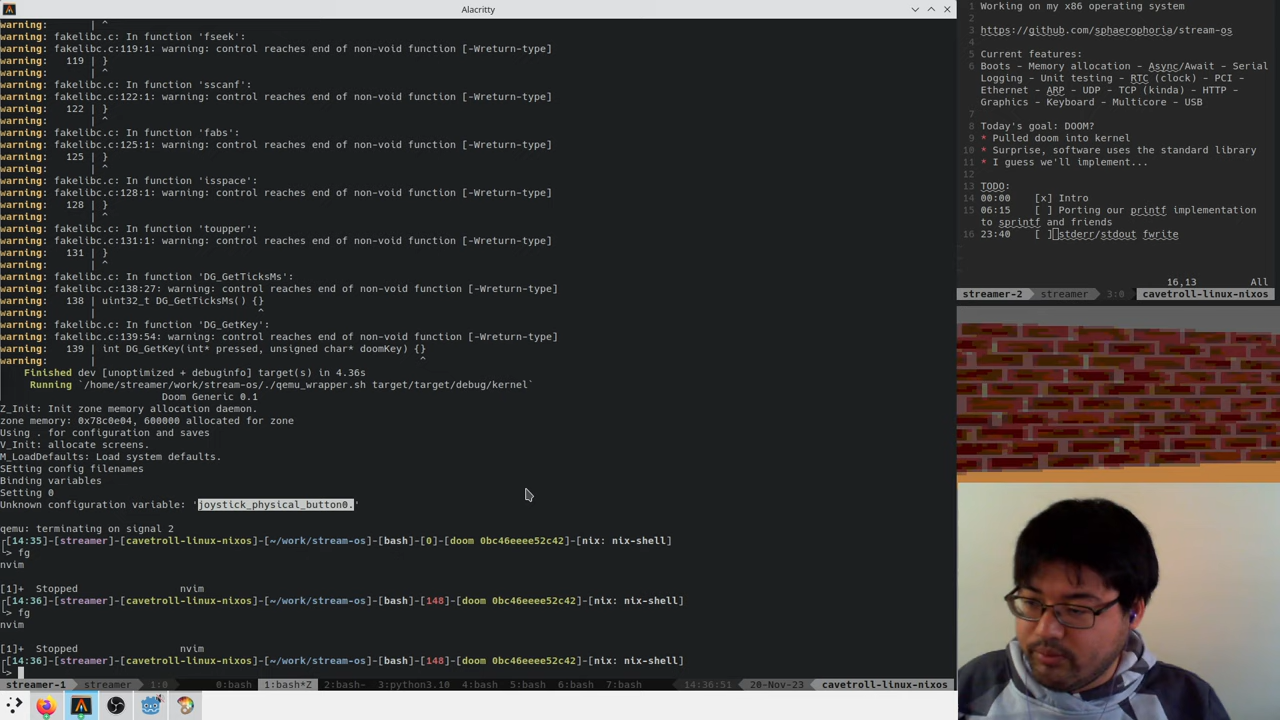 Alacritty
warning:       | ^
warning: fakelibc.c: In function 'fseek':
warning: fakelibc.c:119:1: warning: control reaches end of non-void function [-Wreturn-type]
warning:   119 | }
warning:       | ^
warning: fakelibc.c: In function 'sscanf':
warning: fakelibc.c:122:1: warning: control reaches end of non-void function [-Wreturn-type]
warning:   122 | }
warning:       | ^
warning: fakelibc.c: In function 'fabs':
warning: fakelibc.c:125:1: warning: control reaches end of non-void function [-Wreturn-type]
warning:   125 | }
warning:       | ^
warning: fakelibc.c: In function 'isspace':
warning: fakelibc.c:128:1: warning: control reaches end of non-void function [-Wreturn-type]
warning:   128 | }
warning:       | ^
warning: fakelibc.c: In function 'toupper':
warning: fakelibc.c:131:1: warning: control reaches end of non-void function [-Wreturn-type]
warning:   131 | }
warning:       | ^
warning: fakelibc.c: In function 'DG_GetTicksMs':
warning: fakelibc.c:138:27: warning: control reaches end of non-void function [-Wreturn-type]
warning:   138 | uint32_t DG_GetTicksMs() {}
warning:       |                           ^
warning: fakelibc.c: In function 'DG_GetKey':
warning: fakelibc.c:139:54: warning: control reaches end of non-void function [-Wreturn-type]
warning:   139 | int DG_GetKey(int* pressed, unsigned char* doomKey) {}
warning:       |                                                      ^
Finished dev [unoptimized + debuginfo] target(s) in 4.36s
Running `/home/streamer/work/stream-os/./qemu_wrapper.sh target/target/debug/kernel`
Doom Generic 0.1
Z_Init: Init zone memory allocation daemon.
zone memory: 0x78c0e04, 600000 allocated for zone
Using . for configuration and saves
V_Init: allocate screens.
M_LoadDefaults: Load system defaults.
SEtting config filenames
Binding variables
Setting 0
Unknown configuration variable: 'joystick_physical_button0.'
qemu: terminating on signal 2
┌[14:35]-[streamer]-[cavetroll-linux-nixos]-[~/work/stream-os]-[bash]-[0]-[doom 0bc46eeee52c42]-[nix: nix-shell]
└> fg
nvim
[1]+  Stopped                 nvim
┌[14:36]-[streamer]-[cavetroll-linux-nixos]-[~/work/stream-os]-[bash]-[148]-[doom 0bc46eeee52c42]-[nix: nix-shell]
└> fg
nvim
[1]+  Stopped                 nvim
┌[14:36]-[streamer]-[cavetroll-linux-nixos]-[~/work/stream-os]-[bash]-[148]-[doom 0bc46eeee52c42]-[nix: nix-shell]
└>
streamer-1 streamer 1:0 0:bash 1:bash*Z 2:bash- 3:python3.10 4:bash 5:bash 6:bash 7:bash 14:36:51 20-Nov-23 cavetroll-linux-nixos
1 Working on my x86 operating system
2
3 https://github.com/sphaerophoria/stream-os
4
5 Current features:
6 Boots - Memory allocation - Async/Await - Serial
Logging - Unit testing - RTC (clock) - PCI -
Ethernet - ARP - UDP - TCP (kinda) - HTTP -
Graphics - Keyboard - Multicore - USB
7
8 Today's goal: DOOM?
9 * Pulled doom into kernel
10 * Surprise, software uses the standard library
11 * I guess we'll implement...
12
13 TODO:
14 00:00    [x] Intro
15 06:15    [ ] Porting our printf implementation
to sprintf and friends
16 23:40    [ ] stderr/stdout fwrite
16,13 All
streamer-2 streamer 3:0 cavetroll-linux-nixos